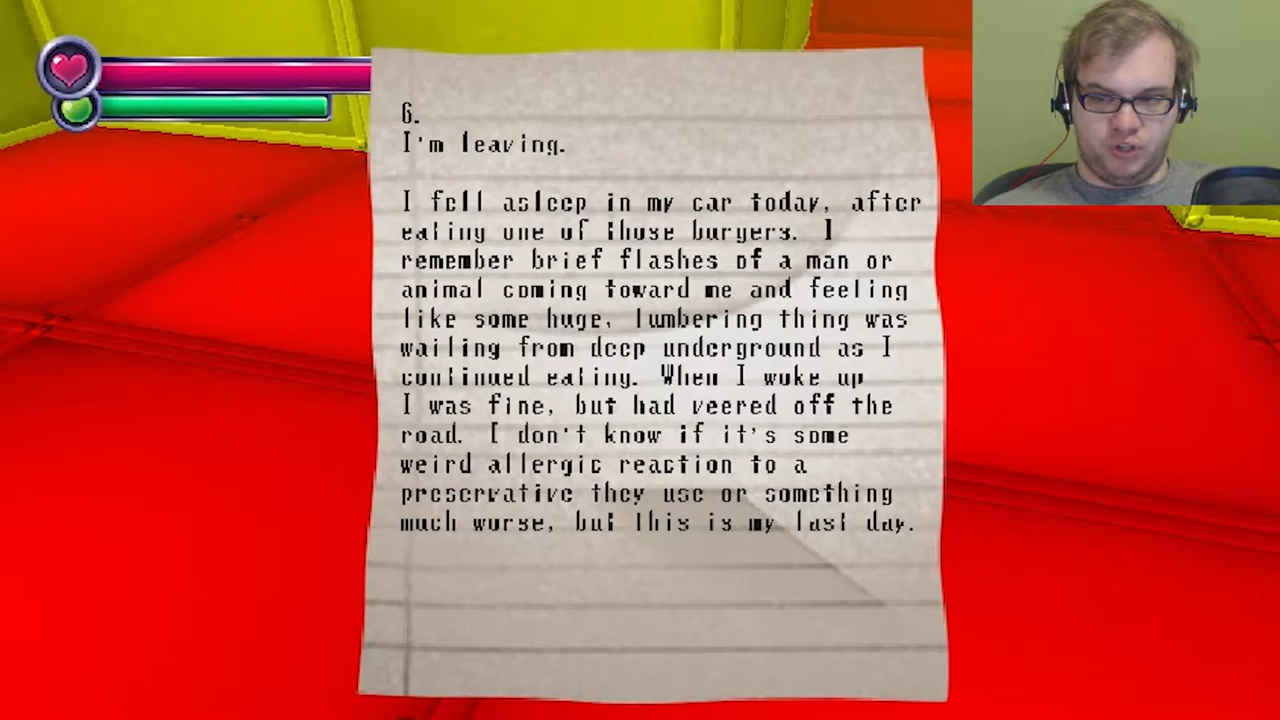 6.
I'm leaving.
I fell asleep in my car today, after
eating one of those burgers. I
remember brief flashes of a man or
animal coming toward me and feeling
like some huge, lumbering thing was
wailing from deep underground as I
continued eating. When I woke up
I was fine, but had veered off the
road. I don't know if it's some
weird allergic reaction to a
preservative they use or something
much worse, but this is my last day.